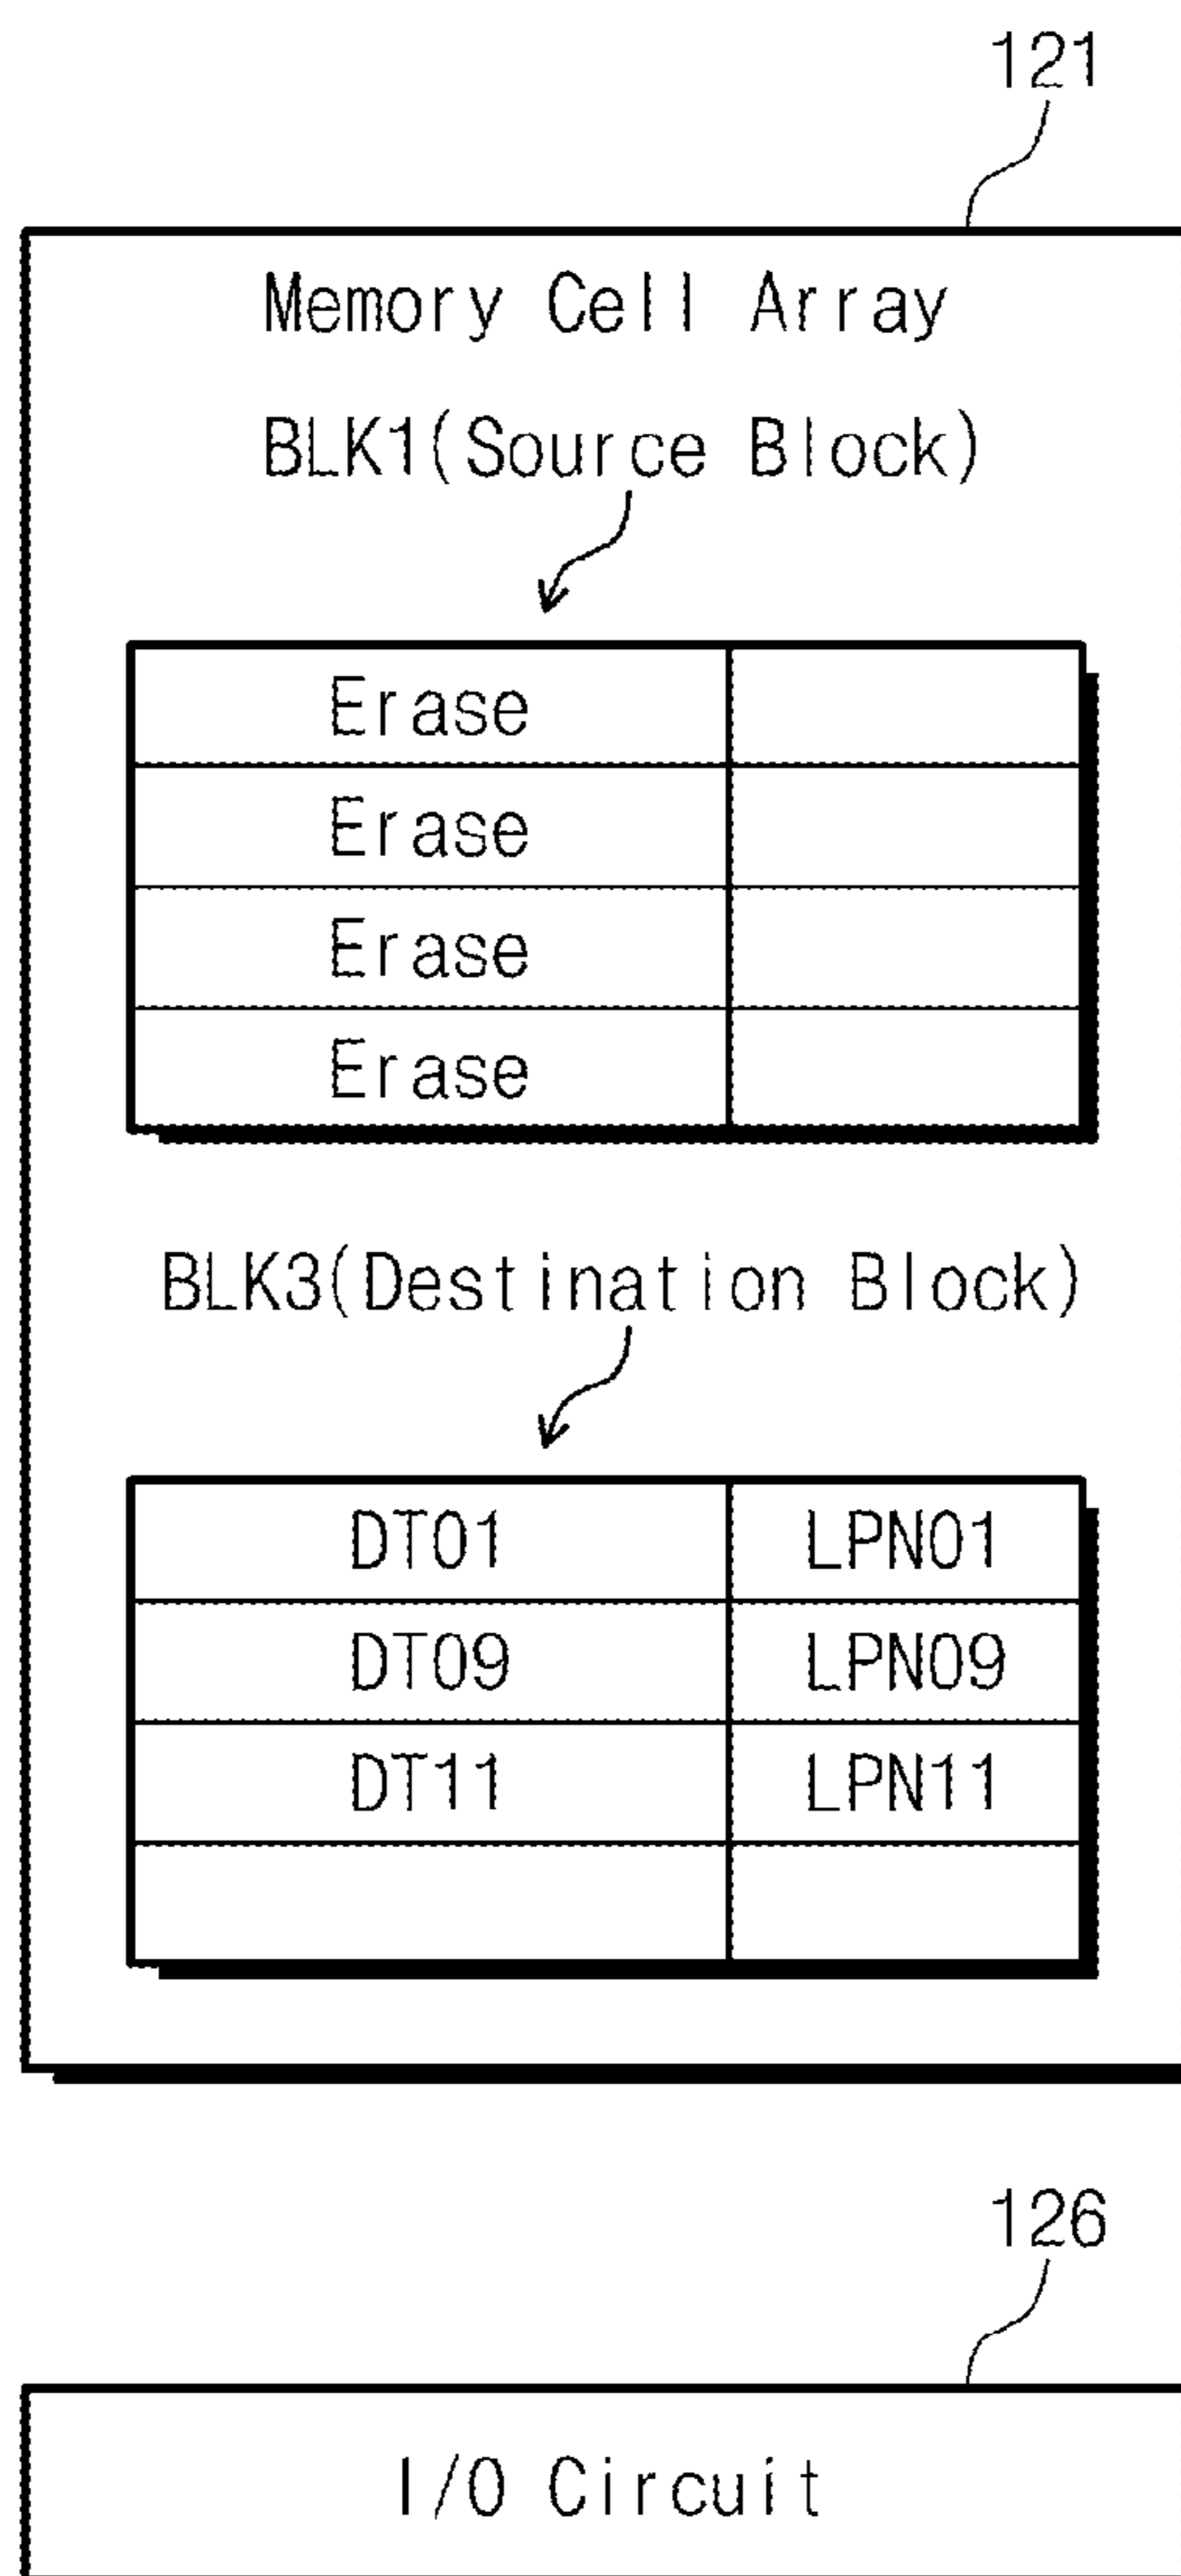 121
Memory Cell Array
BLK1(Source Block)
Erase
Erase
Erase
Erase
BLK3(Destination Block)
DT01 LPN01
DT09 LPN09
DT11 LPN11
126
I/O Circuit